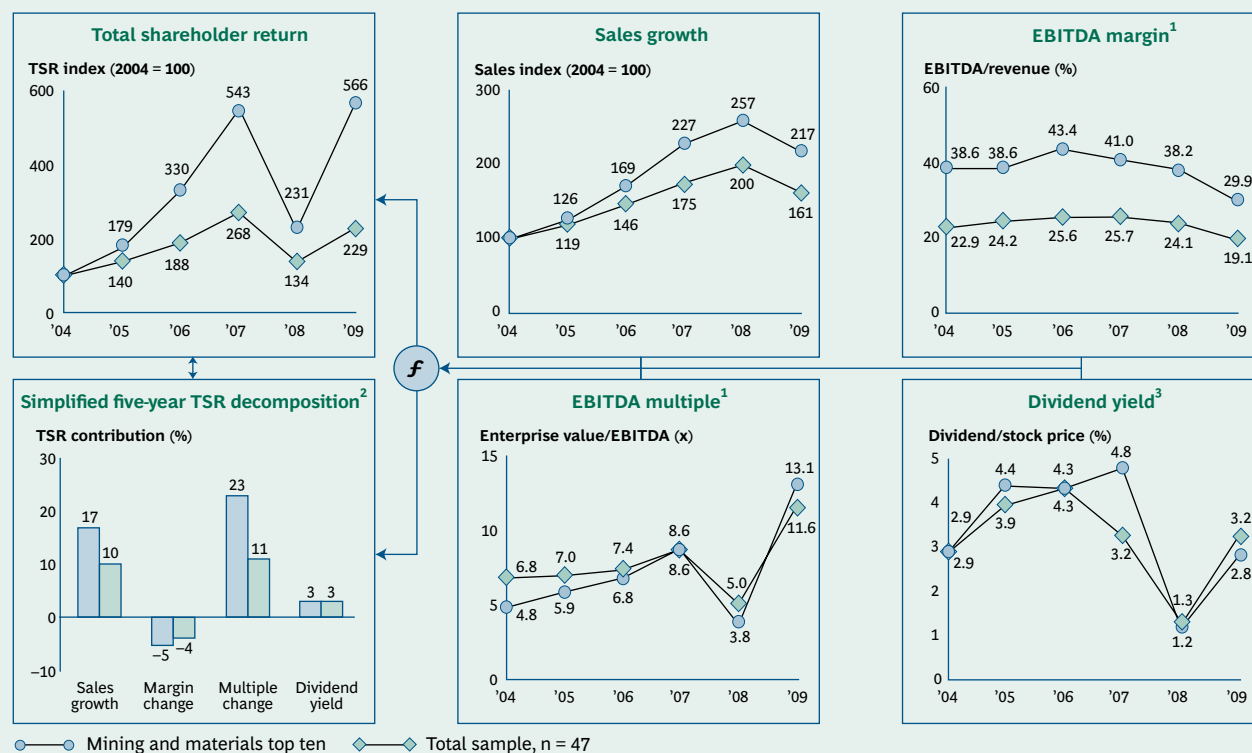 Total shareholder return
TSR index (2004 = 100)
600
400
200
0
179
330
543
231
566
140
188
268
134
229
’04 ’05 ’06 ’07 ’08 ’09
Sales growth
Sales index (2004 = 100)
300
200
100
0
126
169
227
257
217
119
146
175
200
161
’04 ’05 ’06 ’07 ’08 ’09
EBITDA margin1
EBITDA/revenue (%)
60
40
20
0
38.6 38.6 43.4 41.0 38.2 29.9
22.9 24.2 25.6 25.7 24.1 19.1
’04 ’05 ’06 ’07 ’08 ’09
f
Simplified five-year TSR decomposition2
TSR contribution (%)
30
20
10
0
–10
17 10
–5 –4
23 11
3 3
Sales growth
Margin change
Multiple change
Dividend yield
EBITDA multiple1
Enterprise value/EBITDA (x)
15
10
5
0
6.8 7.0 7.4 8.6 5.0 13.1
4.8 5.9 6.8 8.6 3.8 11.6
’04 ’05 ’06 ’07 ’08 ’09
Dividend yield3
Dividend/stock price (%)
5
4
3
2
1
0
2.9 4.4 4.3 4.8 1.3 3.2
2.9 3.9 4.3 3.2 1.2 2.8
’04 ’05 ’06 ’07 ’08 ’09
Mining and materials top ten
Total sample, n = 47